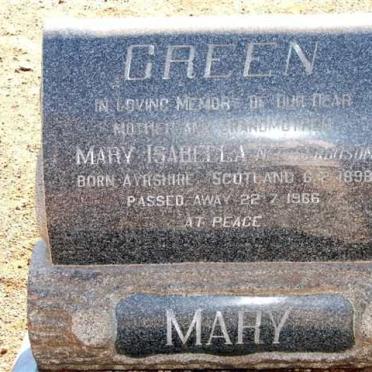 GREEN
IN LOVING MEMORY OF OUR DEAR
MOTHER AND GRANDMOTHER
MARY ISABELLA
BORN AYRSHIRE SCOTLAND 1898
PASSED AWAY 22 7 1966
AT PEACE
MARY